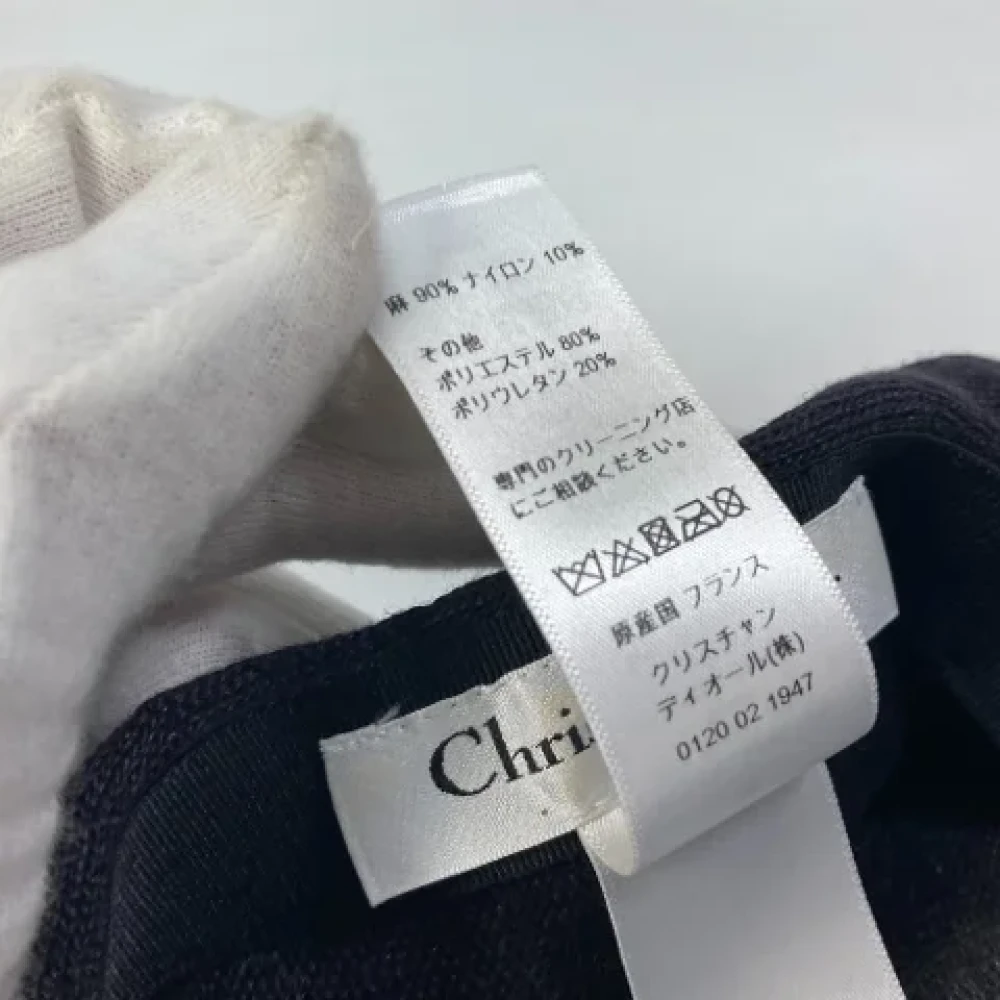 麻 90% ナイロン 10%
その他
ポリエステル 80%
ポリウレタン 20%
専門のクリーニング店
にご相談ください。
原産国 フランス
クリスチャン
ディオール(株)
0120 02 1947
Chris